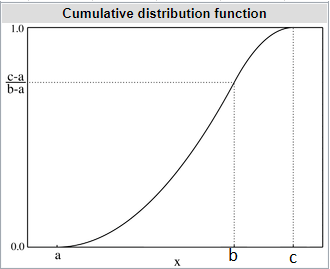 Cumulative distribution function
1.0
c-a
b-a
0.0
a
b
c
x